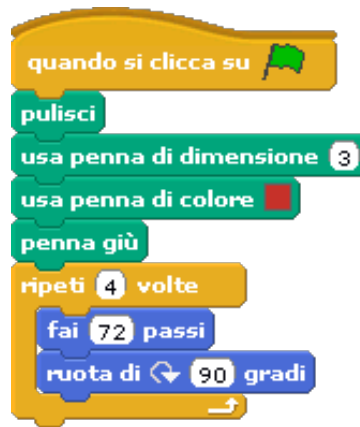 quando si clicca su
pulisci
usa penna di dimensione 3
usa penna di colore
penna giù
ripeti 4 volte
fai 72 passi
ruota di 90 gradi